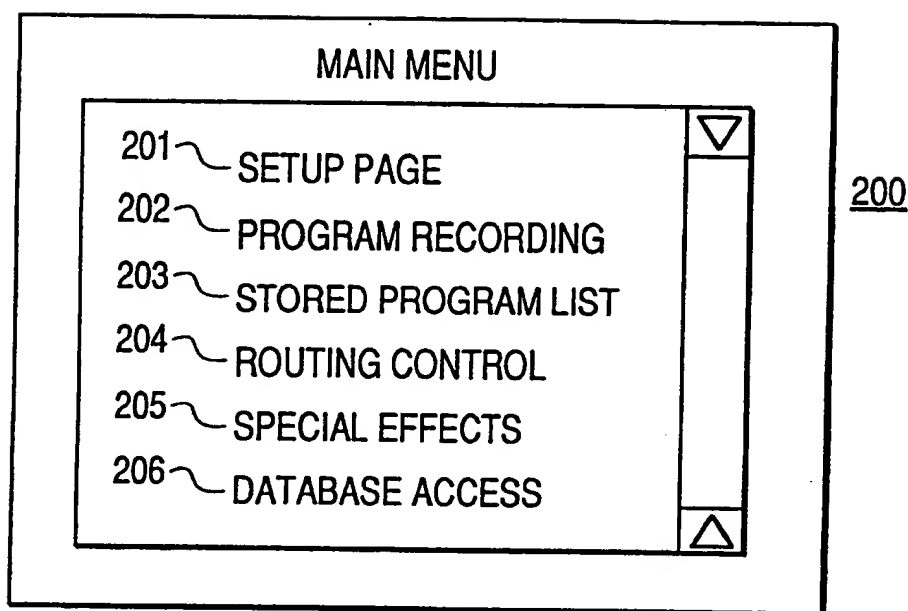 MAIN MENU
201 SETUP PAGE
202 PROGRAM RECORDING
203 STORED PROGRAM LIST
204 ROUTING CONTROL
205 SPECIAL EFFECTS
206 DATABASE ACCESS
200